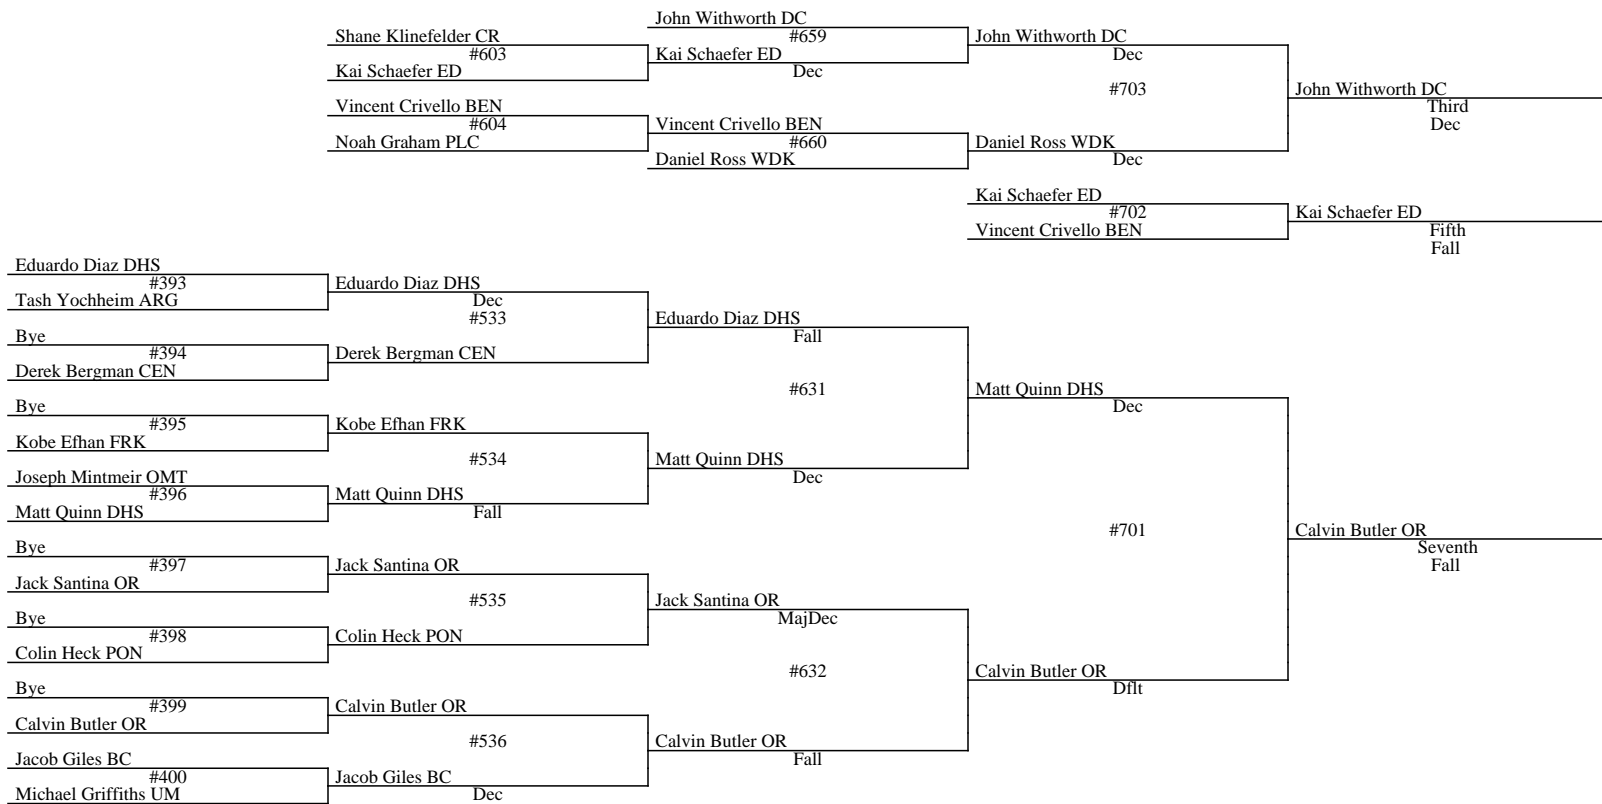 John Withworth DC
Shane Klinefelder CR
#659
John Withworth DC
#603
Kai Schaefer ED
Dec
Kai Schaefer ED
Dec
#703
John Withworth DC
Vincent Crivello BEN
Third
#604
Vincent Crivello BEN
Dec
Noah Graham PLC
#660
Daniel Ross WDK
Daniel Ross WDK
Dec
Kai Schaefer ED
#702
Kai Schaefer ED
Vincent Crivello BEN
Fifth
Fall
Eduardo Diaz DHS
#393
Eduardo Diaz DHS
Tash Yochheim ARG
Dec
#533
Eduardo Diaz DHS
Bye
Fall
#394
Derek Bergman CEN
Derek Bergman CEN
#631
Matt Quinn DHS
Bye
Dec
#395
Kobe Efhan FRK
Kobe Efhan FRK
#534
Matt Quinn DHS
Joseph Mintmeir OMT
Dec
#396
Matt Quinn DHS
Matt Quinn DHS
Fall
#701
Calvin Butler OR
Bye
Seventh
#397
Jack Santina OR
Fall
Jack Santina OR
#535
Jack Santina OR
Bye
MajDec
#398
Colin Heck PON
Colin Heck PON
#632
Calvin Butler OR
Bye
Dflt
#399
Calvin Butler OR
Calvin Butler OR
#536
Calvin Butler OR
Jacob Giles BC
Fall
#400
Jacob Giles BC
Michael Griffiths UM
Dec